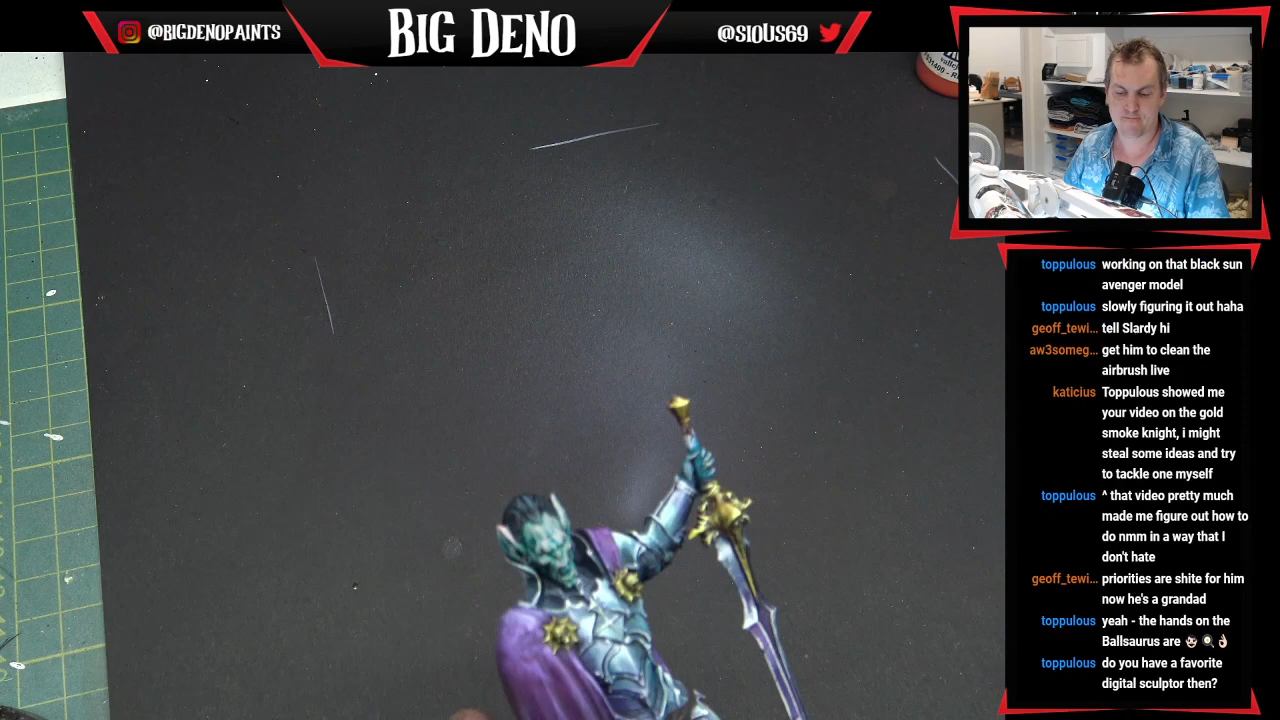 @BIGDENOPAINTS
BIG DENO
@SIOUS69
vallejo
toppulous working on that black sun
avenger model
toppulous slowly figuring it out haha
geoff_tewi... tell Slardy hi
aw3someg... get him to clean the
airbrush live
katicius Toppulous showed me
your video on the gold
smoke knight, i might
steal some ideas and try
to tackle one myself
toppulous ^ that video pretty much
made me figure out how to
do nmm in a way that I
don't hate
geoff_tewi... priorities are shite for him
now he's a grandad
toppulous yeah - the hands on the
Ballsaurus are
toppulous do you have a favorite
digital sculptor then?